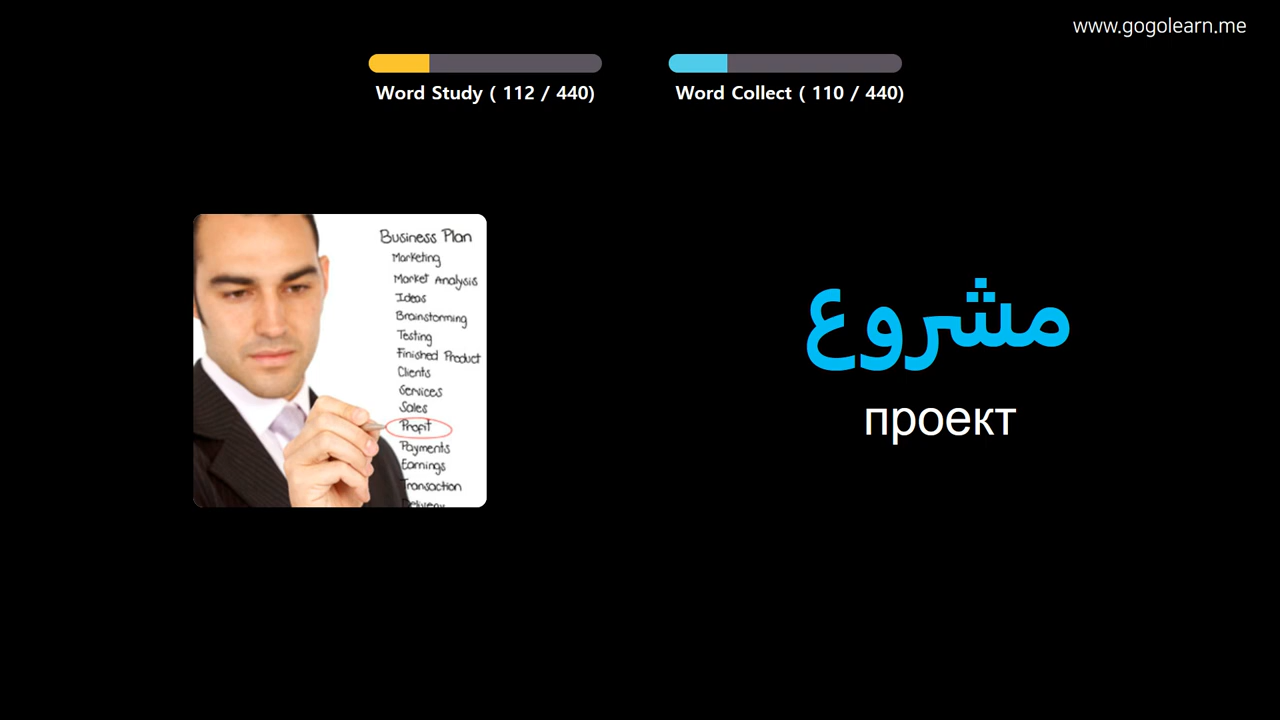 www.gogolearn.me
Word Study ( 112 / 440)
Word Collect ( 110 / 440)
Business Plan
Marketing
Market Analysis
Ideas
Brainstorming
Testing
Finished Product
Clients
Services
Sales
Profit
Payments
Earnings
Transaction
Delivery
مشروع
проект